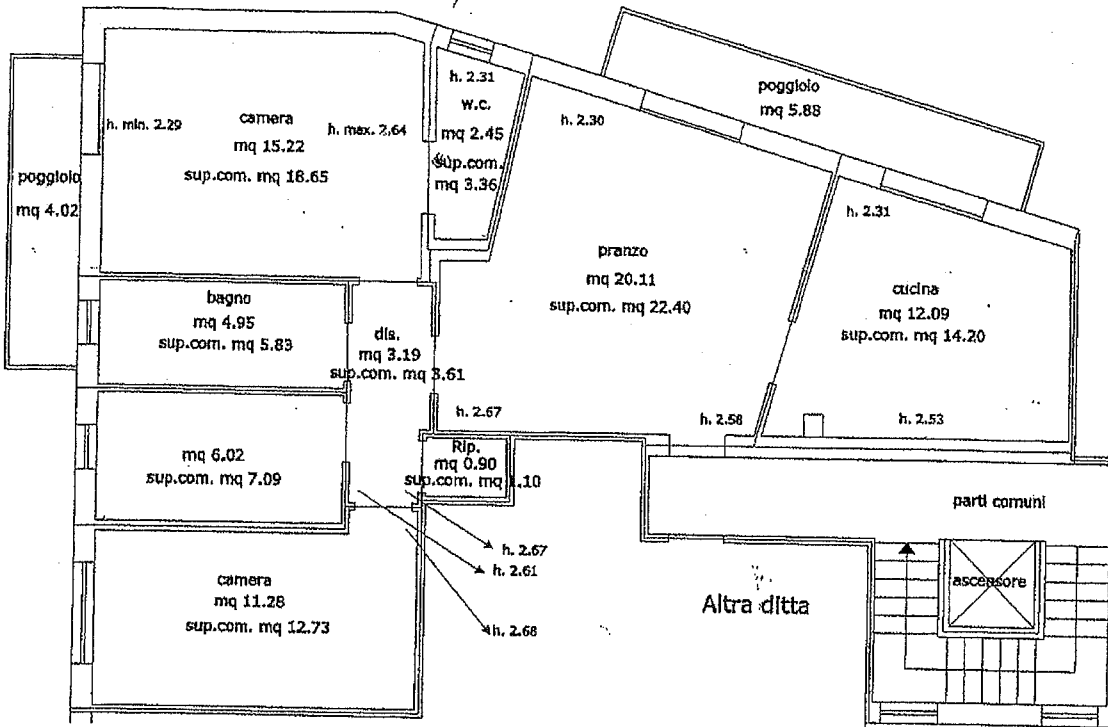 h. min. 2.29
camera
mq 15.22
sup.com. mq 18.65
h. max. 2.64
h. 2.31
w.c.
mq 2.45
sup.com.
mq 3.36
h. 2.30
poggiolo
mq 5.88
poggiolo
mq 4.02
h. 2.31
pranzo
mq 20.11
sup.com. mq 22.40
cucina
mq 12.09
sup.com. mq 14.20
bagno
mq 4.95
sup.com. mq 5.83
dis.
mq 3.19
sup.com. mq 3.61
h. 2.67
h. 2.58
h. 2.53
mq 6.02
sup.com. mq 7.09
Rip.
mq 0.90
sup.com. mq 1.10
parti comuni
h. 2.67
h. 2.61
h. 2.68
camera
mq 11.28
sup.com. mq 12.73
Altra ditta
ascensore